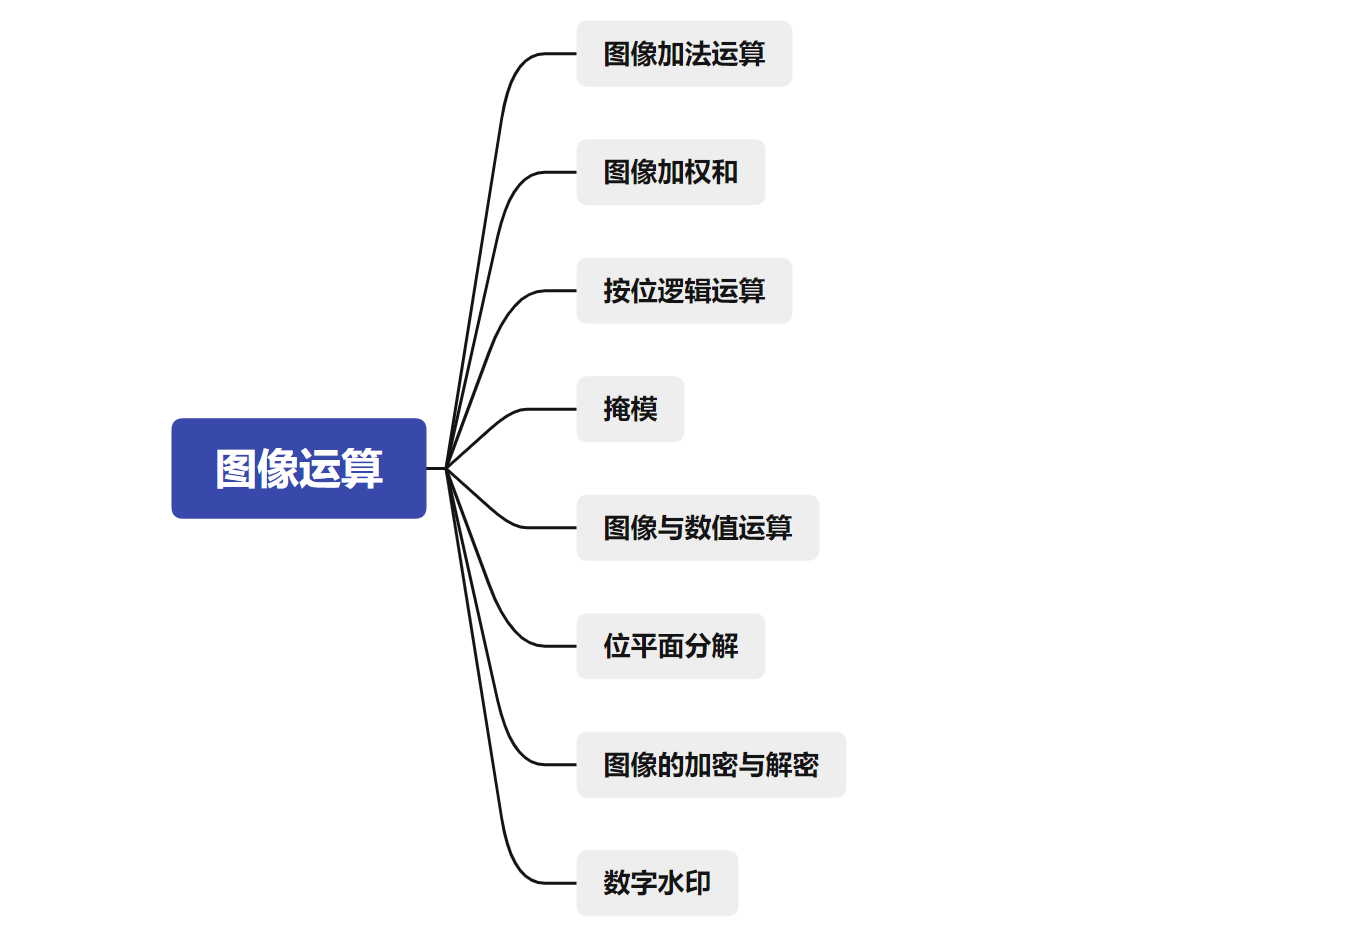 图像加法运算
图像加权和
按位逻辑运算
掩模
图像运算
图像与数值运算
位平面分解
图像的加密与解密
数字水印